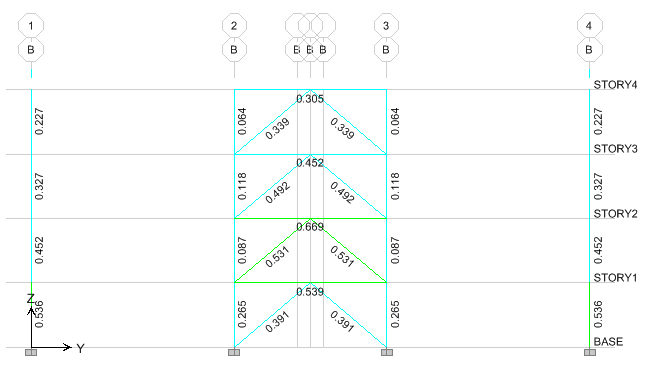 1 2 3 4
B B B B B B B
STORY4
0.305
0.227 0.064 0.339 0.339 0.064 0.227
STORY3
0.452
0.327 0.118 0.492 0.492 0.118 0.327
STORY2
0.669
0.452 0.087 0.531 0.531 0.087 0.452
STORY1
0.539
Z
0.536 0.265 0.391 0.391 0.265 0.536
BASE
Y